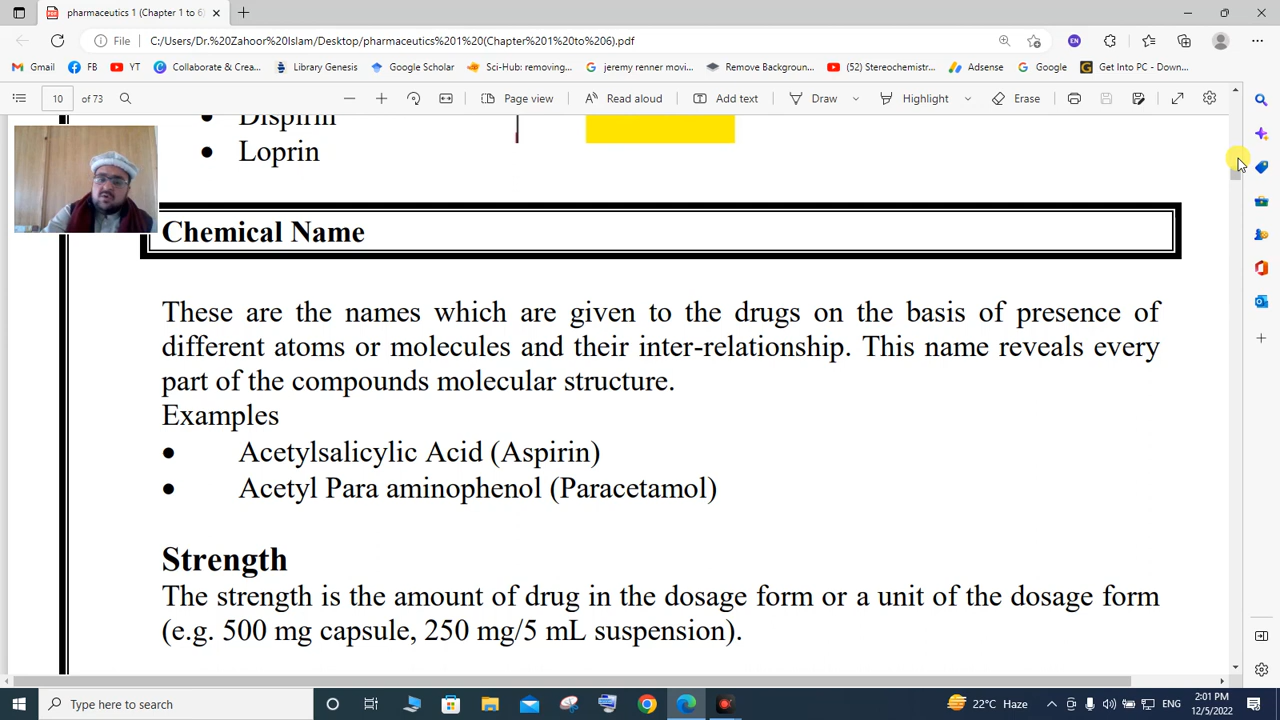 pharmaceutics 1 (Chapter 1 to 6)
File C:/Users/Dr.Zahoor%20Islam/Desktop/pharmaceutics%201%20(Chapter%201%20to%206).pdf
EN
Gmail FB YT Collaborate & Crea... Library Genesis Google Scholar Sci-Hub: removing... jeremy renner movi... Remove Background... (52) Stereochemistr... Adsense Google Get Into PC - Down...
10 of 73 Page view Read aloud Add text Draw Highlight Erase
• Dispirin
• Loprin
Chemical Name
These are the names which are given to the drugs on the basis of presence of
different atoms or molecules and their inter-relationship. This name reveals every
part of the compounds molecular structure.
Examples
• Acetylsalicylic Acid (Aspirin)
• Acetyl Para aminophenol (Paracetamol)
Strength
The strength is the amount of drug in the dosage form or a unit of the dosage form
(e.g. 500 mg capsule, 250 mg/5 mL suspension).
Type here to search
22°C Haze
ENG
2:01 PM
12/5/2022